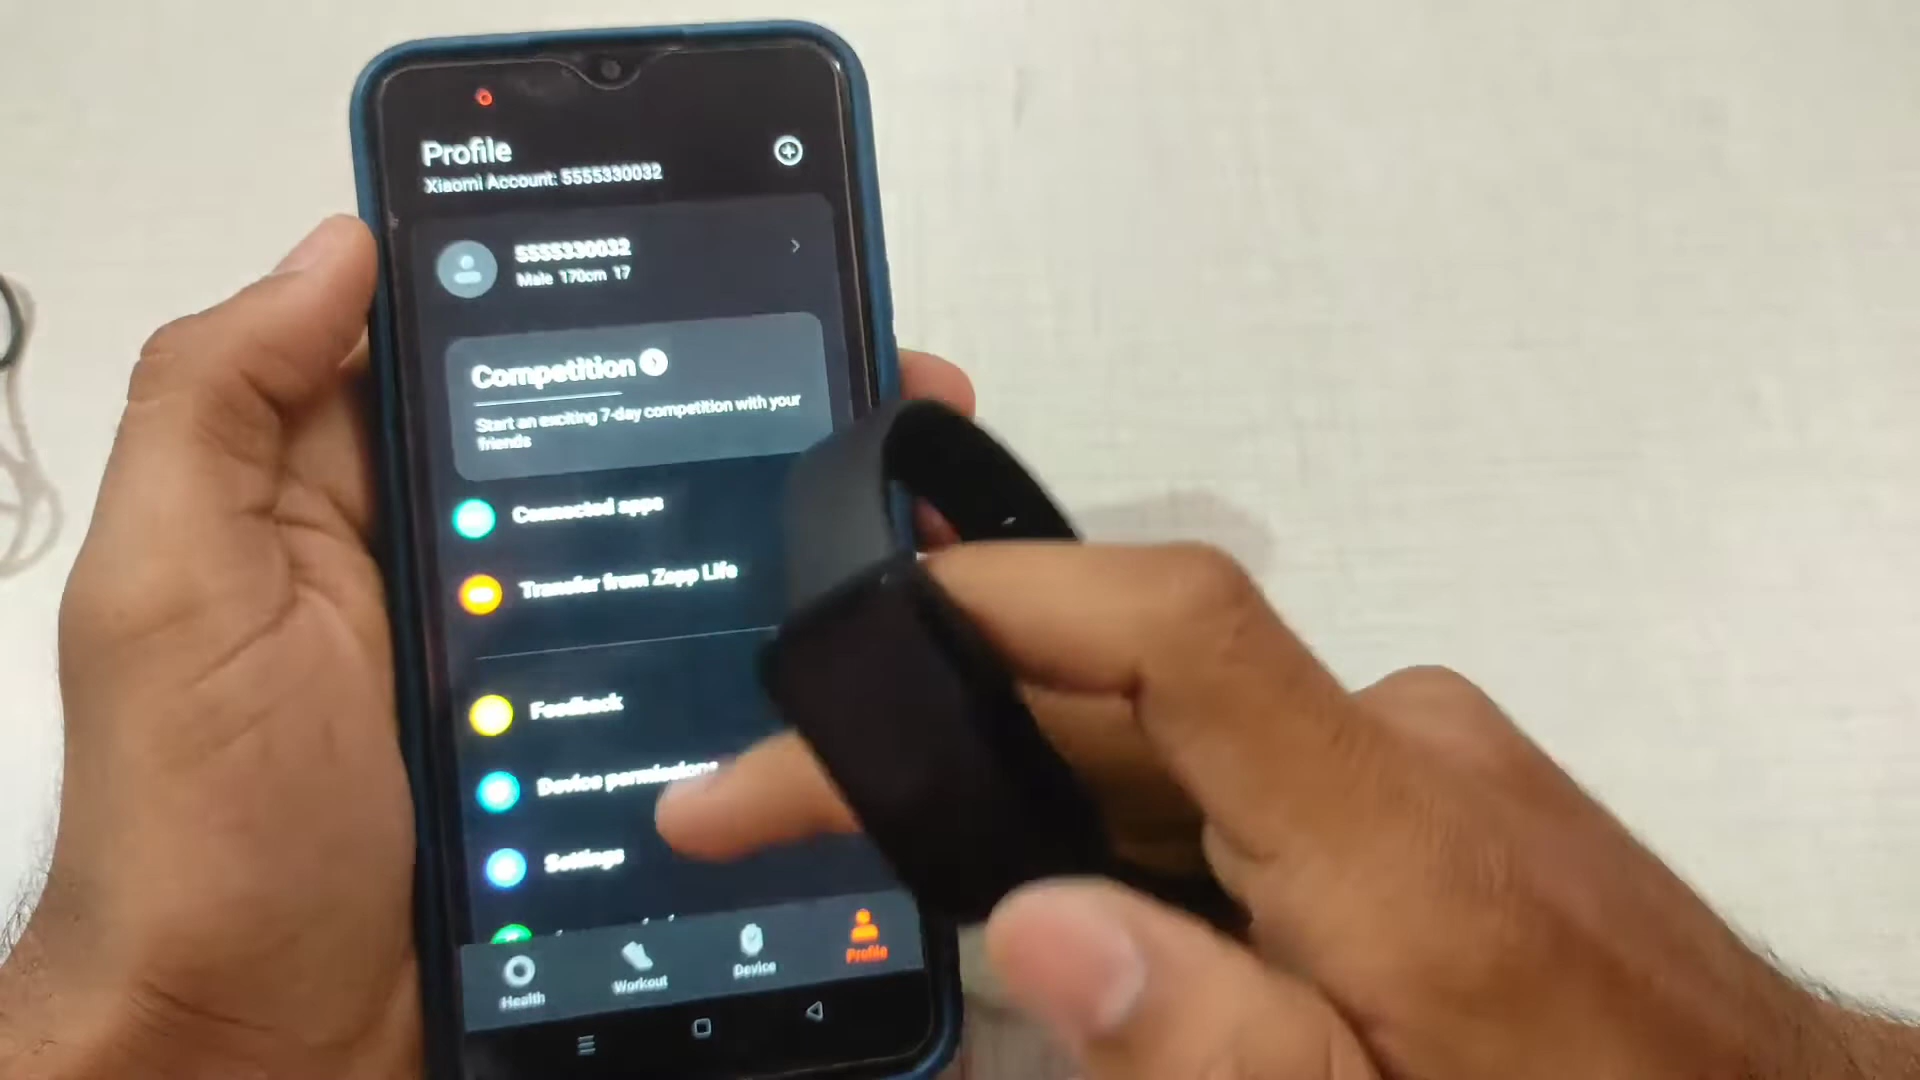 Profile
Xiaomi Account: 5555330032
5555330032
Male 170cm 17
Competition
Start an exciting 7-day competition with your
friends
Connected apps
Transfer from Zepp Life
Feedback
Device permissions
Settings
Health
Workout
Device
Profile